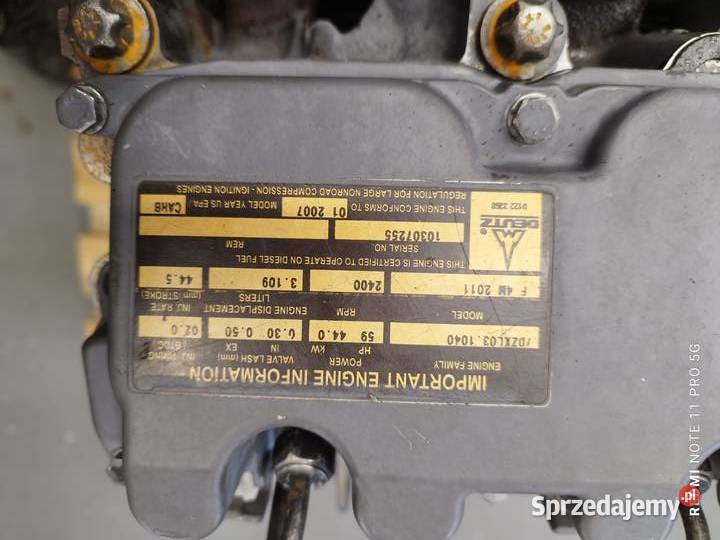 IMPORTANT ENGINE INFORMATION
ENGINE FAMILY
POWER
HP kW
VALVE LASH (mm)
IN EX
INJ. TIMING
(°BTDC)
7DZXL03.1040
59 44.0
0.30 0.50
02.0
MODEL
RPM
ENGINE DISPLACEMENT
LITERS
INJ. RATE
(mm³/STROKE)
F 4M 2011
2400
3.109
44.5
THIS ENGINE IS CERTIFIED TO OPERATE ON DIESEL FUEL
SERIAL NO.
REM
10307255
DEUTZ
0122 3358
THIS ENGINE CONFORMS TO 01 2007 MODEL YEAR US EPA/ CAHB
REGULATION FOR LARGE NONROAD COMPRESSION - IGNITION ENGINES
REDMI NOTE 11 PRO 5G
Sprzedajemy.pl